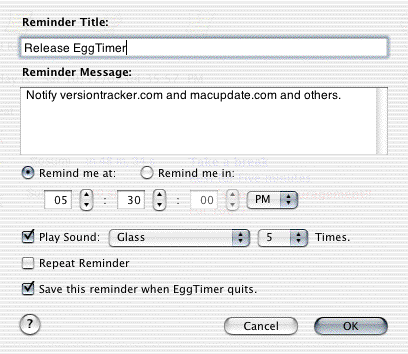 Reminder Title:
Release EggTimer
Reminder Message:
Notify versiontracker.com and macupdate.com and others.
Remind me at: Remind me in:
05 : 30 : 00 PM
Play Sound: Glass 5 Times.
Repeat Reminder
Save this reminder when EggTimer quits.
? Cancel OK